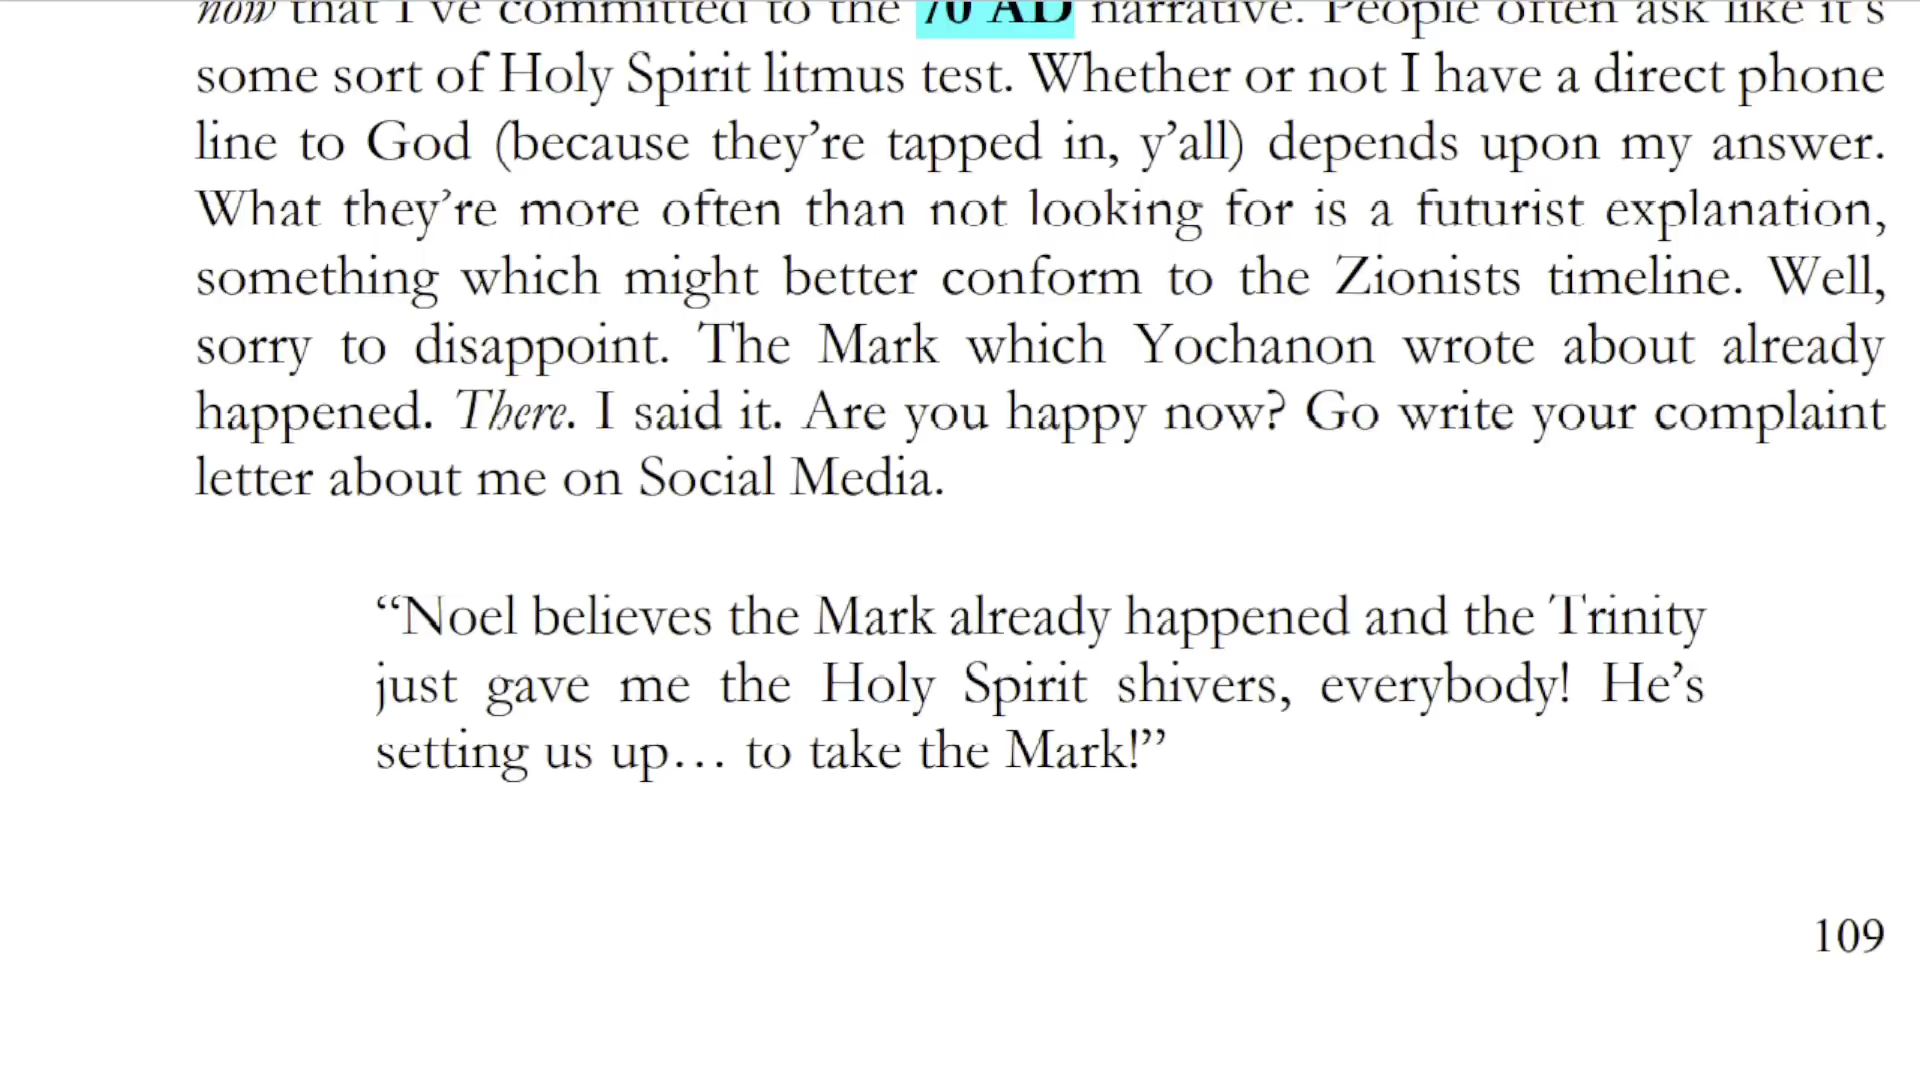 now that I've committed to the 70 AD narrative. People often ask like it's
some sort of Holy Spirit litmus test. Whether or not I have a direct phone
line to God (because they’re tapped in, y’all) depends upon my answer.
What they’re more often than not looking for is a futurist explanation,
something which might better conform to the Zionists timeline. Well,
sorry to disappoint. The Mark which Yochanon wrote about already
happened. There. I said it. Are you happy now? Go write your complaint
letter about me on Social Media.
“Noel believes the Mark already happened and the Trinity
just gave me the Holy Spirit shivers, everybody! He’s
setting us up… to take the Mark!”
109